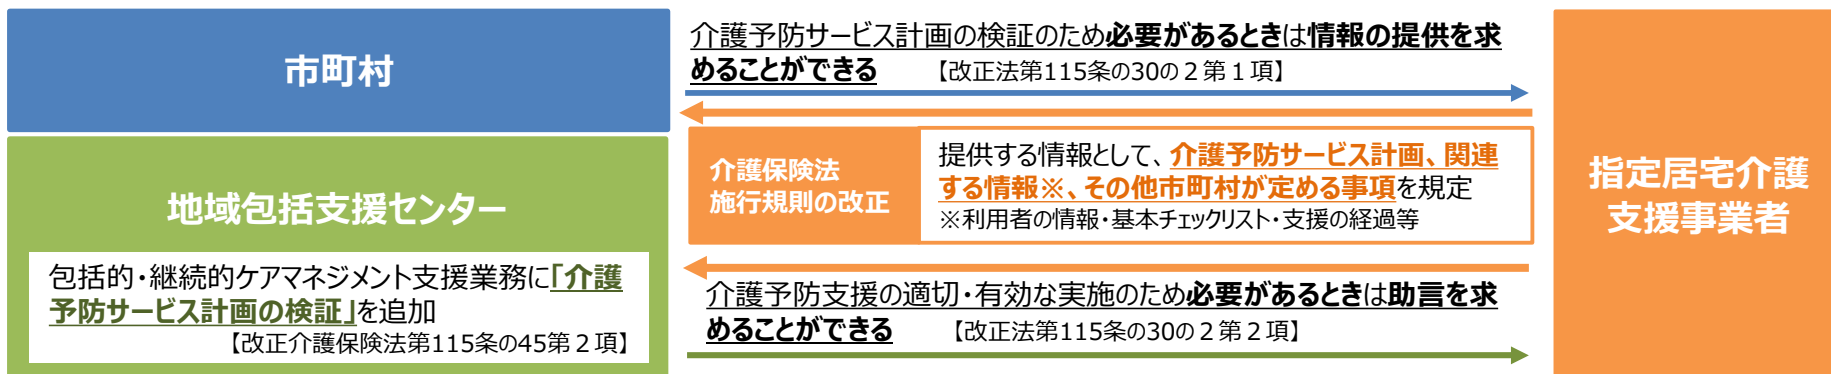 市町村
地域包括支援センター
包括的・継続的ケアマネジメント支援業務に「介護
予防サービス計画の検証」を追加
【改正介護保険法第115条の45第２項】
介護予防サービス計画の検証のため必要があるときは情報の提供を求
めることができる　　【改正法第115条の30の２第１項】
介護保険法
施行規則の改正
提供する情報として、介護予防サービス計画、関連
する情報※、その他市町村が定める事項を規定
※利用者の情報・基本チェックリスト・支援の経過等
介護予防支援の適切・有効な実施のため必要があるときは助言を求
めることができる　　【改正法第115条の30の２第２項】
指定居宅介護
支援事業者